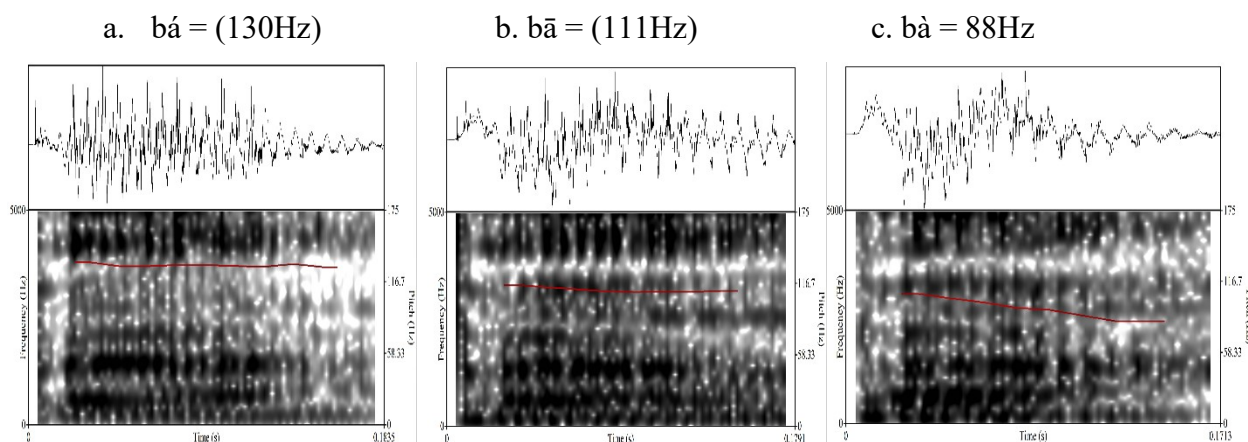 a. bá = (130Hz)
b. bā = (111Hz)
c. bà = 88Hz
5000
175
Frequency (Hz)
116.7
Pitch (Hz)
58.33
0
0
Time (s)
0.1835
5000
175
Frequency (Hz)
116.7
Pitch (Hz)
58.33
0
0
Time (s)
0.1791
5000
175
Frequency (Hz)
116.7
Pitch (Hz)
58.33
0
0
Time (s)
0.1713